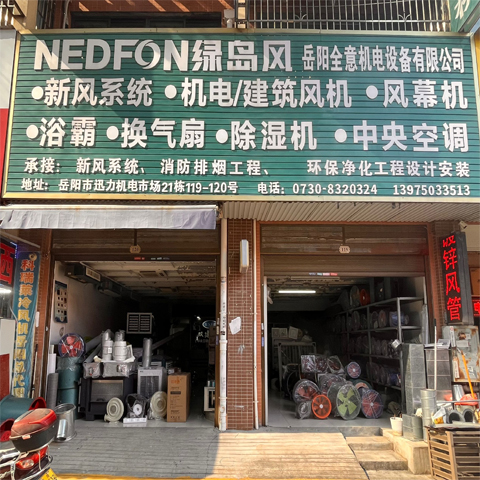 NEDFON绿岛风 岳阳全意机电设备有限公司
•新风系统 •机电/建筑风机 •风幕机
•浴霸 •换气扇 •除湿机 •中央空调
承接：新风系统、消防排烟工程、 环保净化工程设计安装
地址：岳阳市迅力机电市场21栋119-120号 电话：0730-8320324 13975033513
锌风管